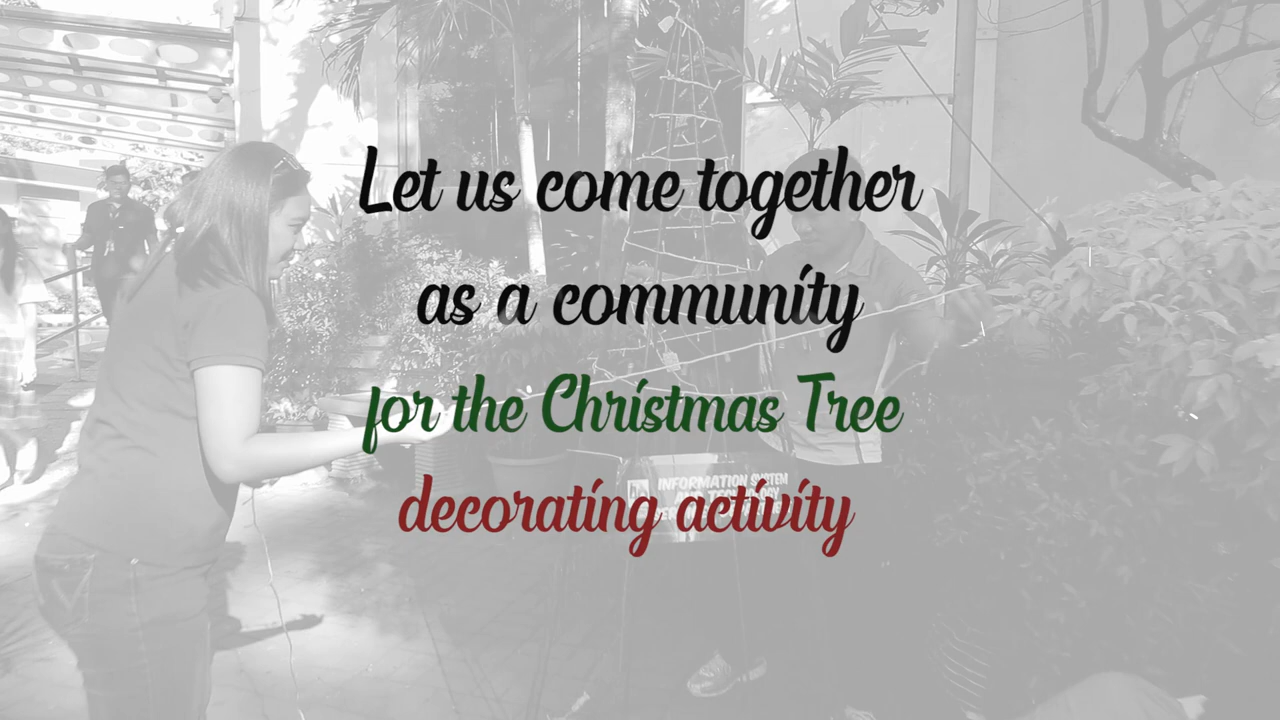 Let us come together
as a community
for the Christmas Tree
decorating activity
INFORMATION SYSTEM